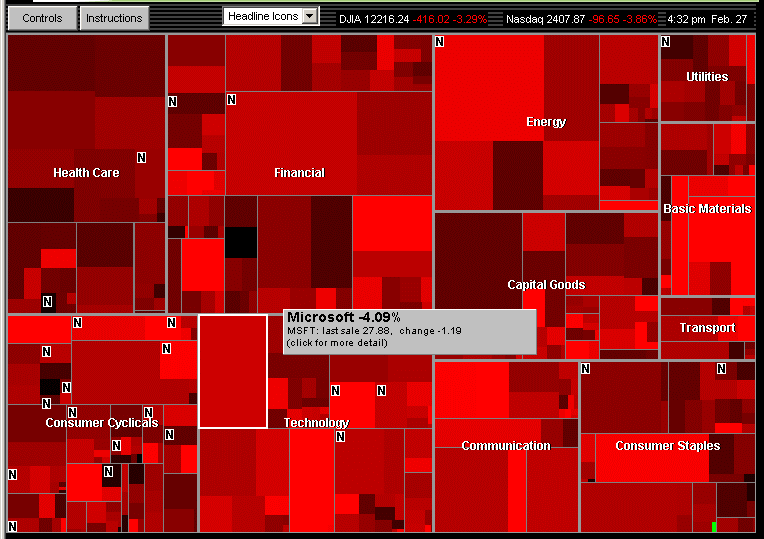 Controls Instructions Headline Icons DJIA 12216.24 -416.02 -3.29% Nasdaq 2407.87 -96.65 -3.86% 4:32 pm Feb. 27
N N
Utilities
N N
Energy
N
Health Care Financial
Basic Materials
Capital Goods
N
Microsoft -4.09%
MSFT: last sale 27.88, change -1.19
(click for more detail)
N N
Transport
N N
N N N N N
N N N
Consumer Cyclicals Technology
N N
Communication Consumer Staples
N
N N
N